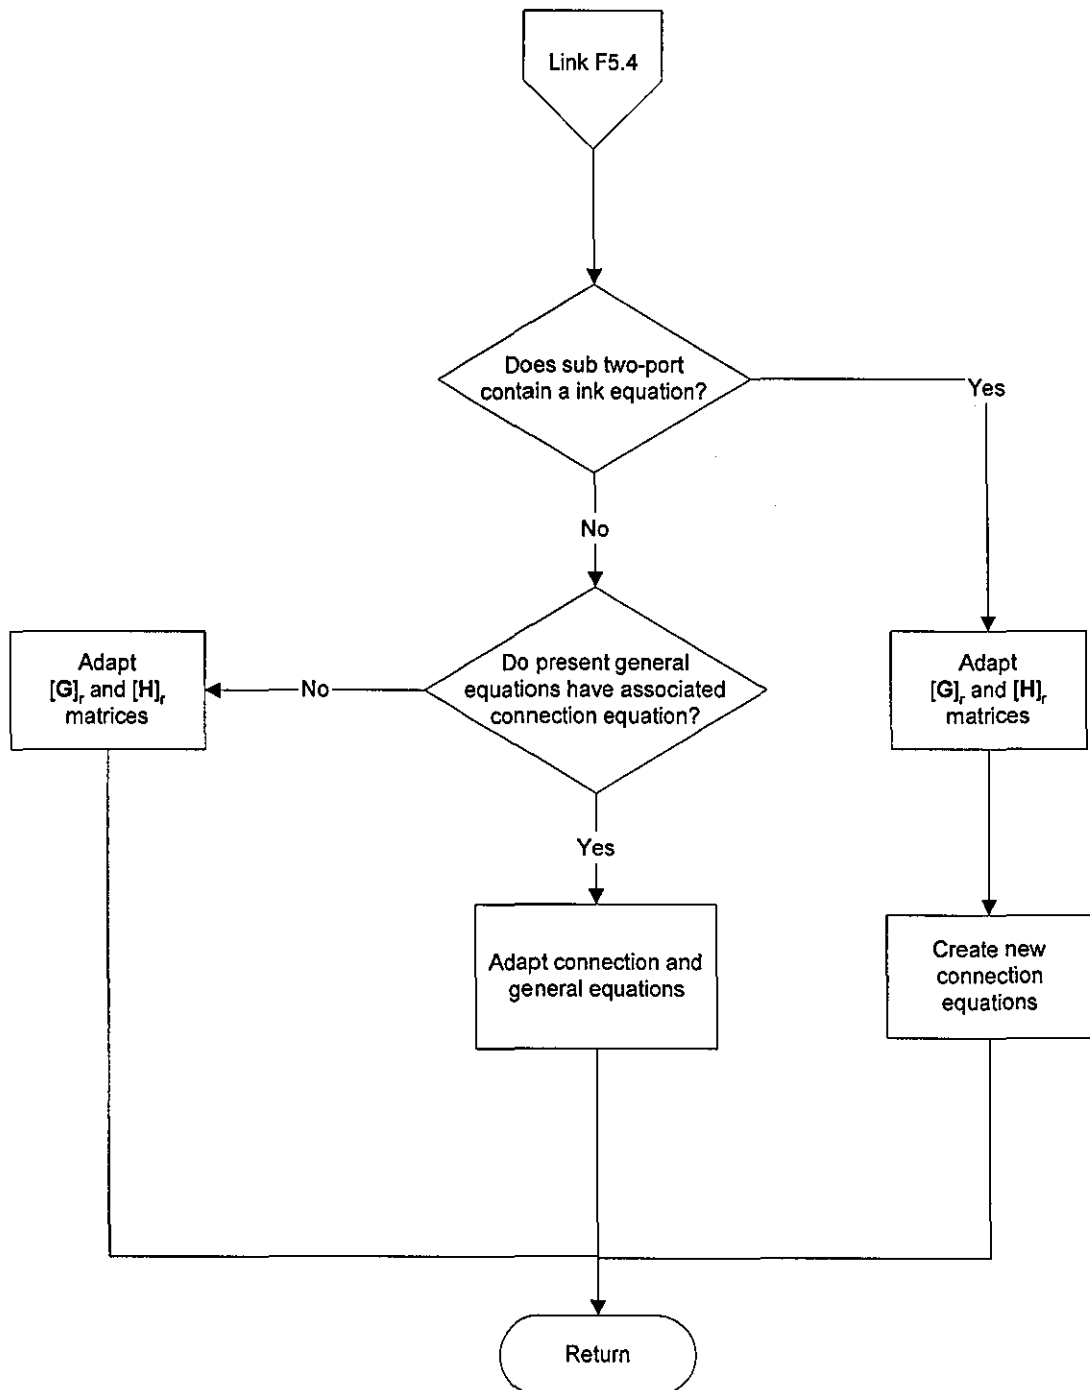 Link F5.4
Does sub two-port
contain a ink equation?
Yes
No
Do present general
equations have associated
connection equation?
No
Adapt
[G]r and [H]r
matrices
Adapt
[G]r and [H]r
matrices
Yes
Adapt connection and
general equations
Create new
connection
equations
Return